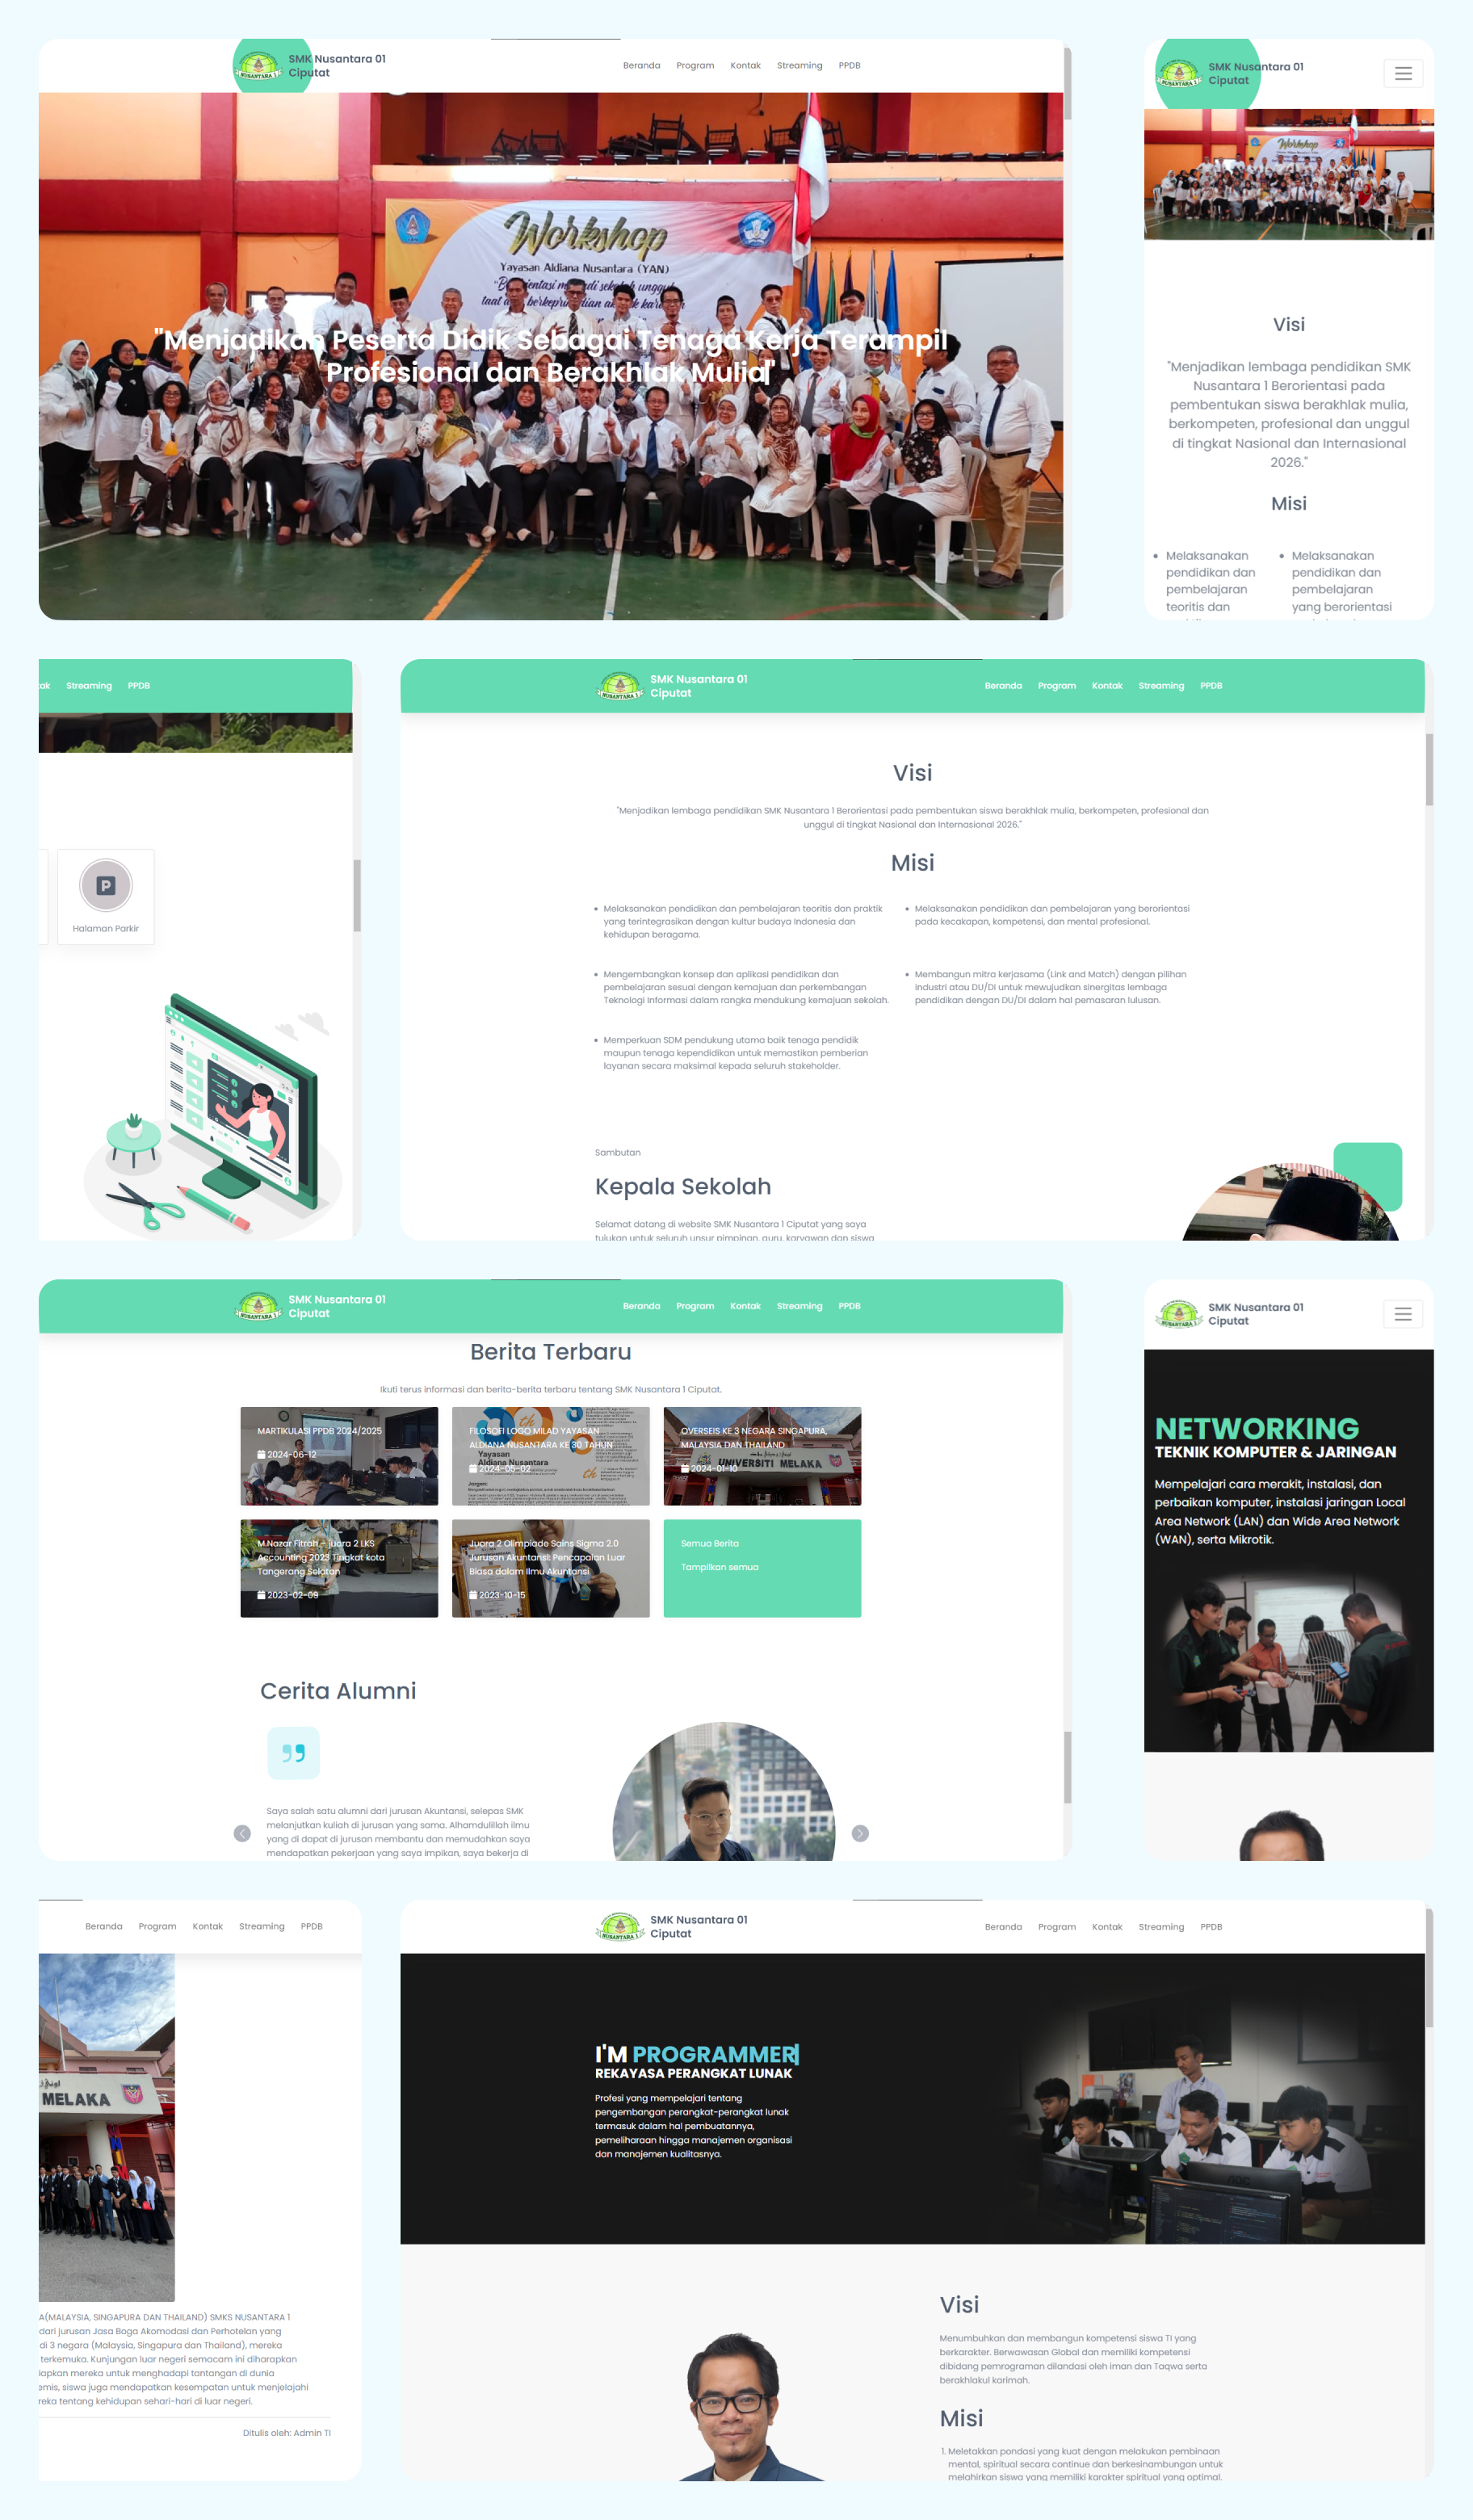 SMK Nusantara 01
Ciputat
Beranda Program Kontak Streaming PPDB
Workshop
Yayasan Aldiana Nusantara (YAN)
"Menjadikan Peserta Didik Sebagai Tenaga Kerja Terampil
Profesional dan Berakhlak Mulia"
SMK Nusantara 01
Ciputat
Workshop
Visi
"Menjadikan lembaga pendidikan SMK
Nusantara 1 Berorientasi pada
pembentukan siswa berakhlak mulia,
berkompeten, profesional dan unggul
di tingkat Nasional dan Internasional
2026."
Misi
Melaksanakan
pendidikan dan
pembelajaran
teoritis dan
Melaksanakan
pendidikan dan
pembelajaran
yang berorientasi
Streaming PPDB
P
Halaman Parkir
SMK Nusantara 01
Ciputat
Beranda Program Kontak Streaming PPDB
Visi
"Menjadikan lembaga pendidikan SMK Nusantara 1 Berorientasi pada pembentukan siswa berakhlak mulia, berkompeten, profesional dan
unggul di tingkat Nasional dan Internasional 2026."
Misi
Melaksanakan pendidikan dan pembelajaran teoritis dan praktik
yang terintegrasikan dengan kultur budaya Indonesia dan
kehidupan beragama.
Melaksanakan pendidikan dan pembelajaran yang berorientasi
pada kecakapan, kompetensi, dan mental profesional.
Mengembangkan konsep dan aplikasi pendidikan dan
pembelajaran sesuai dengan kemajuan dan perkembangan
Teknologi Informasi dalam rangka mendukung kemajuan sekolah.
Membangun mitra kerjasama (Link and Match) dengan pilihan
industri atau DU/DI untuk mewujudkan sinergitas lembaga
pendidikan dengan DU/DI dalam hal pemasaran lulusan.
Memperkuan SDM pendukung utama baik tenaga pendidik
maupun tenaga kependidikan untuk memastikan pemberian
layanan secara maksimal kepada seluruh stakeholder.
Sambutan
Kepala Sekolah
Selamat datang di website SMK Nusantara 1 Ciputat yang saya
tujukan untuk seluruh unsur pimpinan, guru, karyawan dan siswa
SMK Nusantara 01
Ciputat
Beranda Program Kontak Streaming PPDB
Berita Terbaru
Ikuti terus informasi dan berita-berita terbaru tentang SMK Nusantara 1 Ciputat.
MARTIKULASI PPDB 2024/2025
2024-06-12
FILOSOFI LOGO MILAD YAYASAN
ALDIANA NUSANTARA KE 30 TAHUN
Yayasan
Aldiana Nusantara
2024-05-02
OVERSEIS KE 3 NEGARA SINGAPURA,
MALAYSIA DAN THAILAND
UNIVERSITI MELAKA
2024-01-10
M.Nazar Fitrah - Juara 2 LKS
Accounting 2023 Tingkat kota
Tangerang Selatan
2023-02-09
Juara 2 Olimpiade Sains Sigma 2.0
Jurusan Akuntansi: Pencapaian Luar
Biasa dalam Ilmu Akuntansi
2023-10-15
Semua Berita
Tampilkan semua
Cerita Alumni
Saya salah satu alumni dari jurusan Akuntansi, selepas SMK
melanjutkan kuliah di jurusan yang sama. Alhamdulillah ilmu
yang di dapat di jurusan membantu dan memudahkan saya
mendapatkan pekerjaan yang saya impikan, saya bekerja di
SMK Nusantara 01
Ciputat
NETWORKING
TEKNIK KOMPUTER & JARINGAN
Mempelajari cara merakit, instalasi, dan
perbaikan komputer, instalasi jaringan Local
Area Network (LAN) dan Wide Area Network
(WAN), serta Mikrotik.
Beranda Program Kontak Streaming PPDB
MELAKA
A(MALAYSIA, SINGAPURA DAN THAILAND) SMKS NUSANTARA 1
dari jurusan Jasa Boga Akomodasi dan Perhotelan yang
di 3 negara (Malaysia, Singapura dan Thailand), mereka
terkemuka. Kunjungan luar negeri semacam ini diharapkan
iapkan mereka untuk menghadapi tantangan di dunia
emis, siswa juga mendapatkan kesempatan untuk menjelajahi
reka tentang kehidupan sehari-hari di luar negeri.
Ditulis oleh: Admin TI
SMK Nusantara 01
Ciputat
Beranda Program Kontak Streaming PPDB
I'M PROGRAMMER
REKAYASA PERANGKAT LUNAK
Profesi yang mempelajari tentang
pengembangan perangkat-perangkat lunak
termasuk dalam hal pembuatannya,
pemeliharaan hingga manajemen organisasi
dan manajemen kualitasnya.
AOC
Visi
Menumbuhkan dan membangun kompetensi siswa TI yang
berkarakter. Berwawasan Global dan memiliki kompetensi
dibidang pemrograman dilandasi oleh iman dan Taqwa serta
berakhlakul karimah.
Misi
1. Meletakkan pondasi yang kuat dengan melakukan pembinaan
mental, spiritual secara continue dan berkesinambungan untuk
melahirkan siswa yang memiliki karakter spiritual yang optimal.